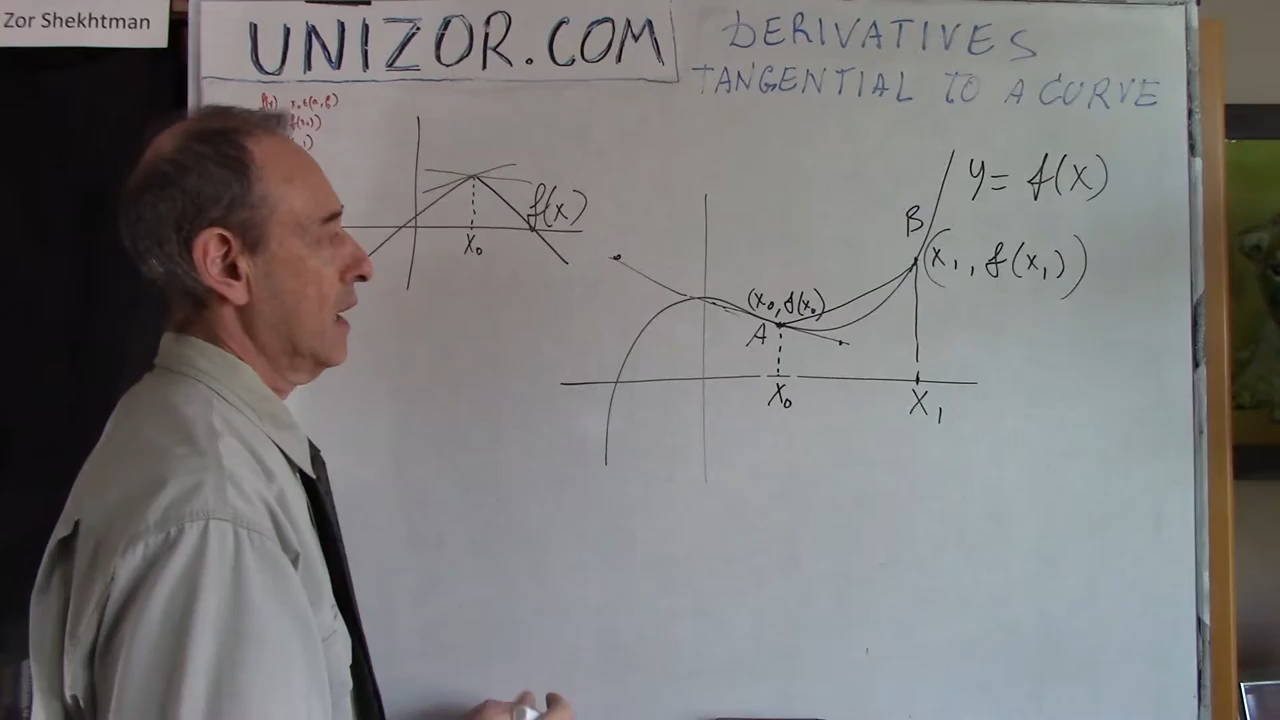 Zor Shekhtman
UNIZOR.COM
DERIVATIVES
TANGENTIAL TO A CURVE
f(x)
x₀
y = f(x)
B
(x₁, f(x₁))
(x₀, f(x₀)
A
x₀
x₁